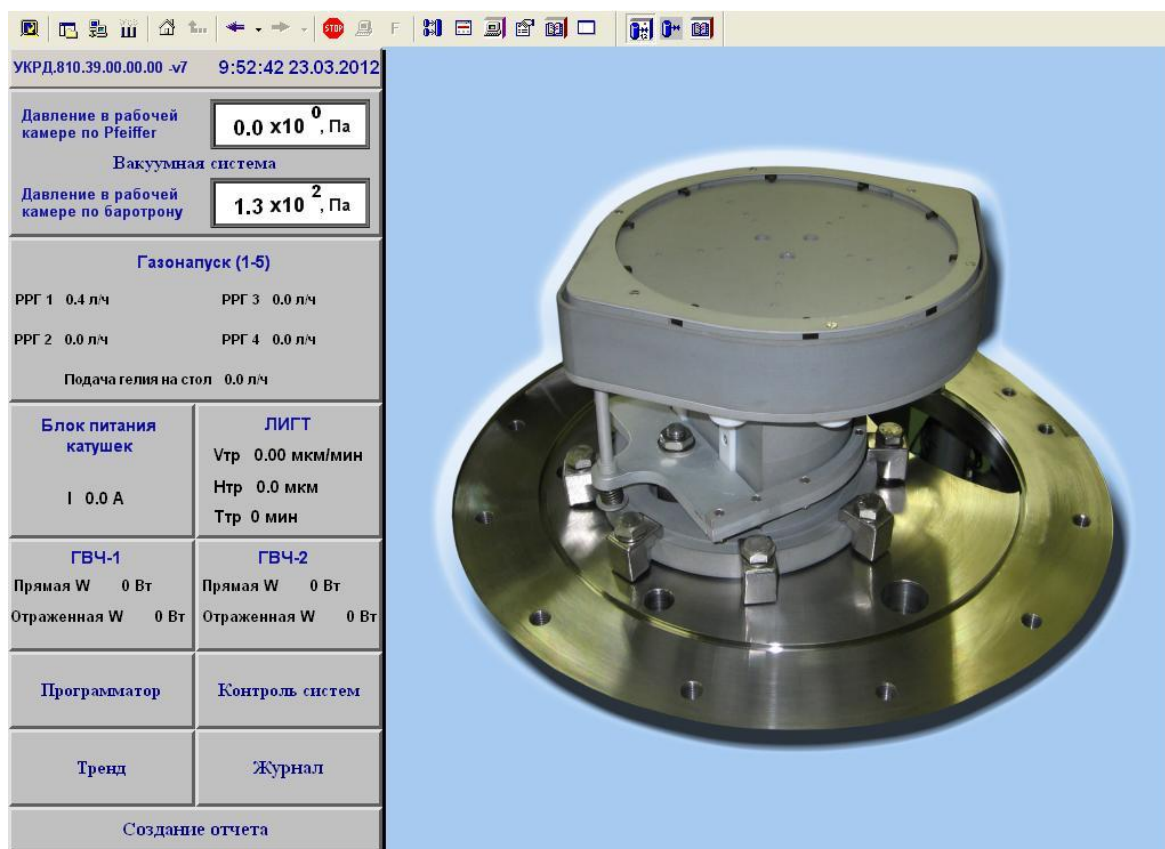 STOP
F
УКРД.810.39.00.00.00 -v7 9:52:42 23.03.2012
Давление в рабочей
камере по Pfeiffer
0.0 x10 0 , Па
Вакуумная система
Давление в рабочей
камере по баротрону
1.3 x10 2 , Па
Газонапуск (1-5)
РРГ 1 0.4 л/ч РРГ 3 0.0 л/ч
РРГ 2 0.0 л/ч РРГ 4 0.0 л/ч
Подача гелия на стол 0.0 л/ч
Блок питания
катушек
I 0.0 А
ЛИГТ
Vтр 0.00 мкм/мин
Нтр 0.0 мкм
Ттр 0 мин
ГВЧ-1
Прямая W 0 Вт
Отраженная W 0 Вт
ГВЧ-2
Прямая W 0 Вт
Отраженная W 0 Вт
Программатор Контроль систем
Тренд Журнал
Создание отчета